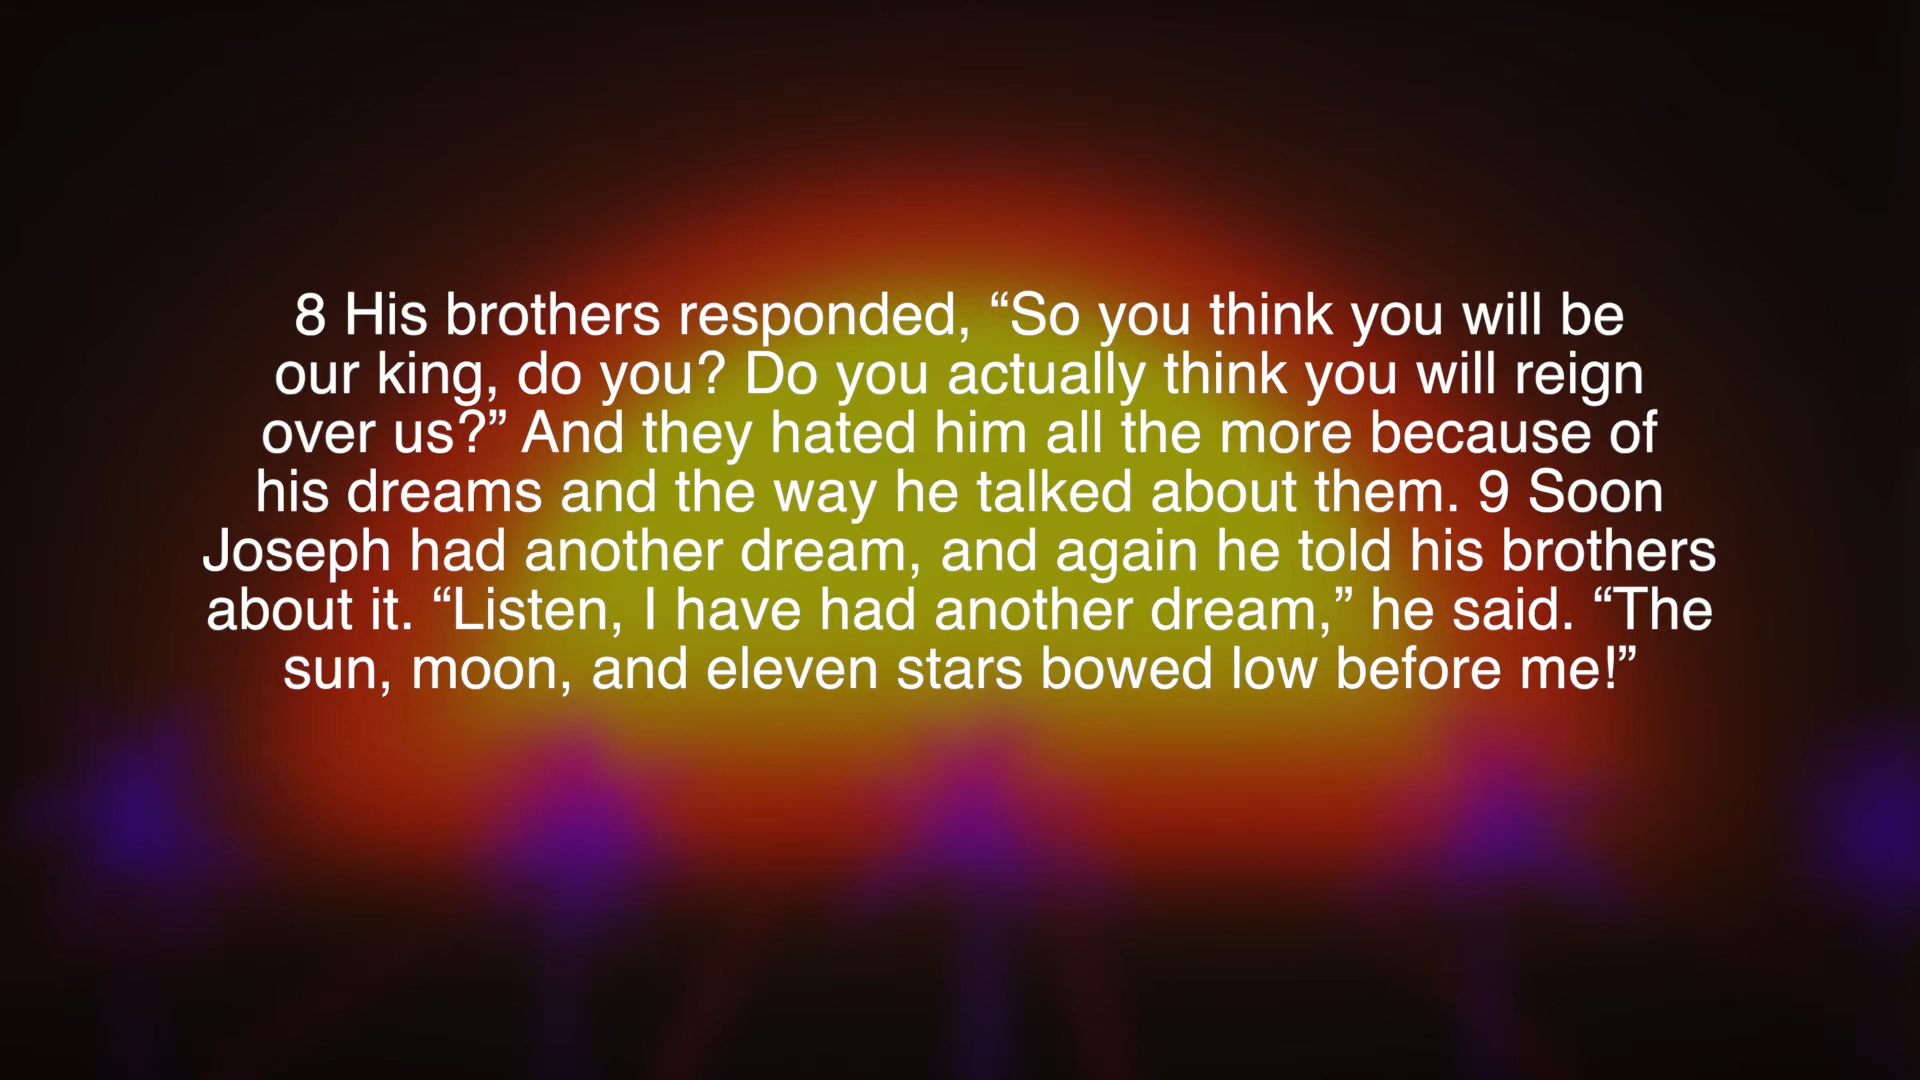 8 His brothers responded, “So you think you will be
our king, do you? Do you actually think you will reign
over us?” And they hated him all the more because of
his dreams and the way he talked about them. 9 Soon
Joseph had another dream, and again he told his brothers
about it. “Listen, I have had another dream,” he said. “The
sun, moon, and eleven stars bowed low before me!”